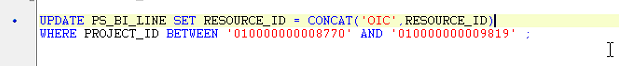 UPDATE PS_BI_LINE SET RESOURCE_ID = CONCAT('OIC',RESOURCE_ID)
WHERE PROJECT_ID BETWEEN '010000000008770' AND '010000000009819' ;